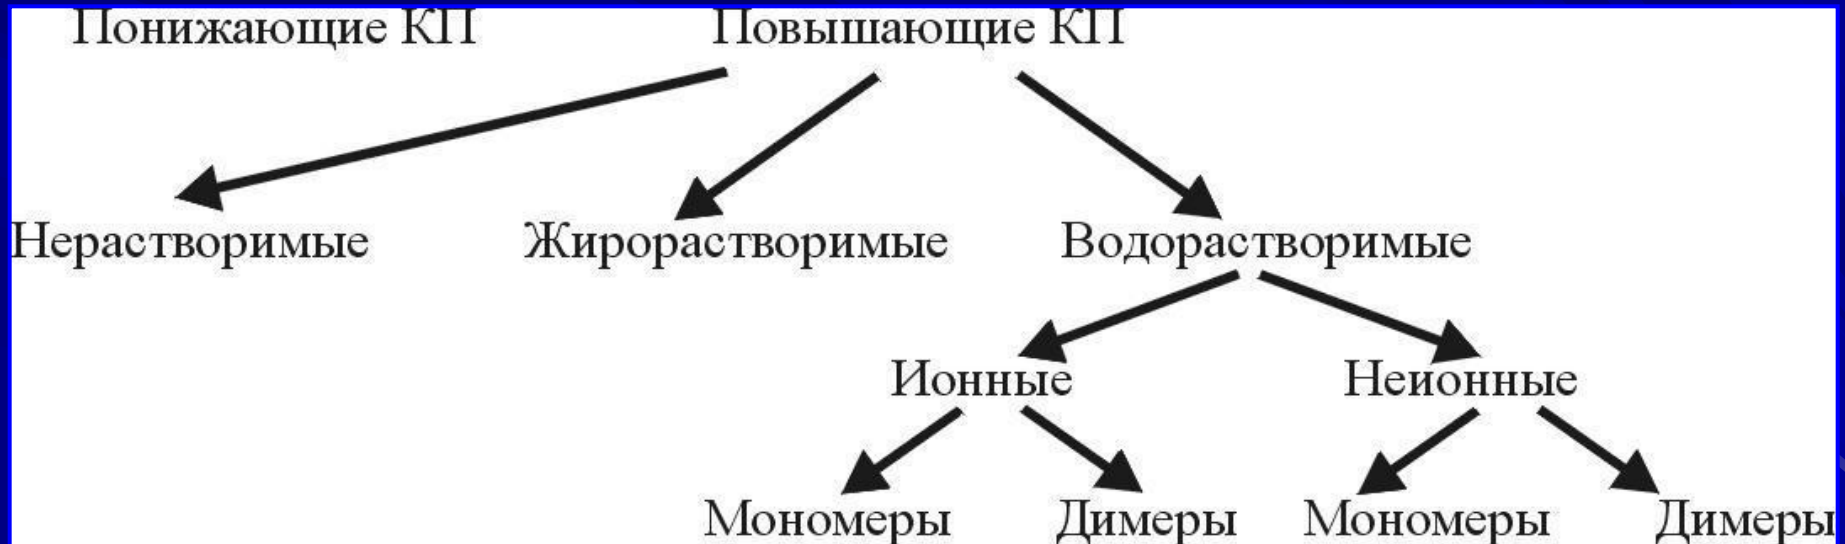 Понижающие КП Повышающие КП
Нерастворимые Жирорастворимые Водорастворимые
Ионные Неионные
Мономеры Димеры Мономеры Димеры